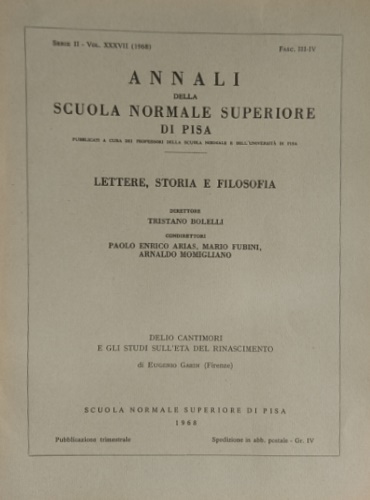 Serie II - Vol. XXXVII (1968) Fasc. III-IV
ANNALI
DELLA
SCUOLA NORMALE SUPERIORE
DI PISA
PUBBLICATI A CURA DEI PROFESSORI DELLA SCUOLA NORMALE E DELL'UNIVERSITÀ DI PISA
LETTERE, STORIA E FILOSOFIA
DIRETTORE
TRISTANO BOLELLI
CONDIRETTORI
PAOLO ENRICO ARIAS, MARIO FUBINI,
ARNALDO MOMIGLIANO
DELIO CANTIMORI
E GLI STUDI SULL'ETÀ DEL RINASCIMENTO
di Eugenio Garin (Firenze)
SCUOLA NORMALE SUPERIORE DI PISA
1968
Pubblicazione trimestrale Spedizione in abb. postale - Gr. IV